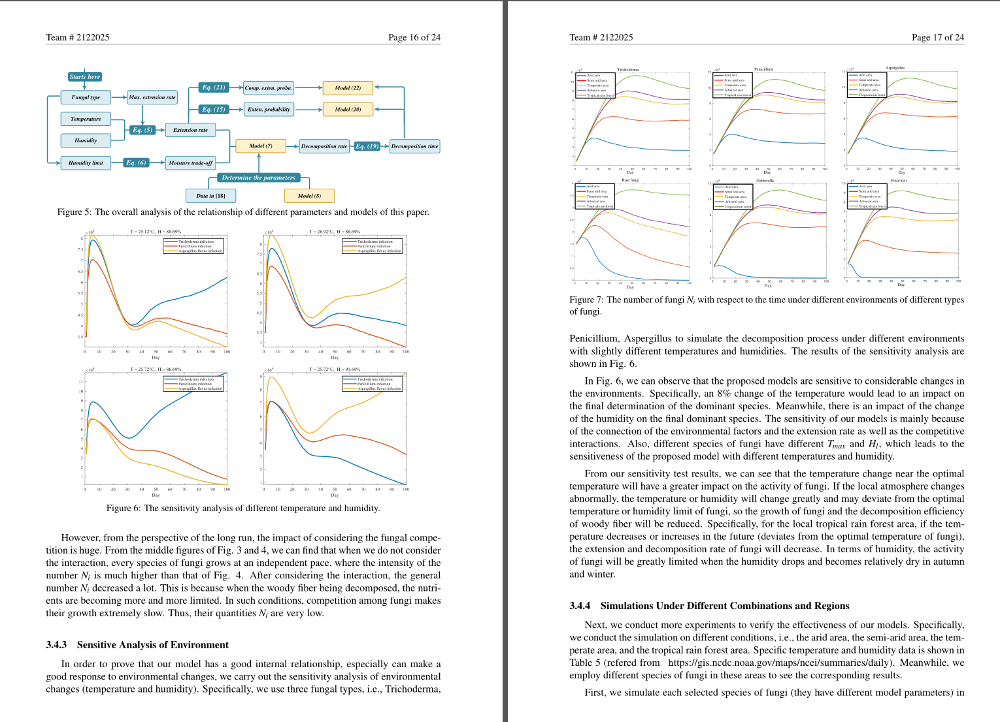 Team # 2122025
Page 16 of 24
Starts here
Fungal type
Max. extension rate
Eq. (21)
Comp. exten. proba.
Model (22)
Eq. (15)
Exten. probability
Model (20)
Temperature
Humidity
Eq. (5)
Extension rate
Model (7)
Decomposition rate
Eq. (19)
Decomposition time
Humidity limit
Eq. (6)
Moisture trade-off
Determine the parameters
Data in [18]
Model (8)
Figure 5: The overall analysis of the relationship of different parameters and models of this paper.
T = 25.12°C, H = 88.69%
Trichoderma infection
Penicillium infection
Aspergillus flavus infection
Day
T = 26.92°C, H = 88.69%
Trichoderma infection
Penicillium infection
Aspergillus flavus infection
Day
T = 25.72°C, H = 86.69%
Trichoderma infection
Penicillium infection
Aspergillus flavus infection
Day
T = 25.72°C, H = 91.69%
Trichoderma infection
Penicillium infection
Aspergillus flavus infection
Day
Figure 6: The sensitivity analysis of different temperature and humidity.
However, from the perspective of the long run, the impact of considering the fungal compe-
tition is huge. From the middle figures of Fig. 3 and 4, we can find that when we do not consider
the interaction, every species of fungi grows at an independent pace, where the intensity of the
number Ni is much higher than that of Fig. 4. After considering the interaction, the general
number Ni decreased a lot. This is because when the woody fiber being decomposed, the nutri-
ents are becoming more and more limited. In such conditions, competition among fungi makes
their growth extremely slow. Thus, their quantities Ni are very low.
3.4.3 Sensitive Analysis of Environment
In order to prove that our model has a good internal relationship, especially can make a
good response to environmental changes, we carry out the sensitivity analysis of environmental
changes (temperature and humidity). Specifically, we use three fungal types, i.e., Trichoderma,
Team # 2122025
Page 17 of 24
Trichoderma
Arid area
Semi arid area
Temperate area
Arboreal area
Tropical rain forest
Day
Penicillium
Arid area
Semi arid area
Temperate area
Arboreal area
Tropical rain forest
Day
Aspergillus
Arid area
Semi arid area
Temperate area
Arboreal area
Tropical rain forest
Day
Rust fungi
Arid area
Semi arid area
Temperate area
Arboreal area
Tropical rain forest
Day
Gibberella
Arid area
Semi arid area
Temperate area
Arboreal area
Tropical rain forest
Day
Fusarium
Arid area
Semi arid area
Temperate area
Arboreal area
Tropical rain forest
Day
Figure 7: The number of fungi Ni with respect to the time under different environments of different types
of fungi.
Penicillium, Aspergillus to simulate the decomposition process under different environments
with slightly different temperatures and humidities. The results of the sensitivity analysis are
shown in Fig. 6.
In Fig. 6, we can observe that the proposed models are sensitive to considerable changes in
the environments. Specifically, an 8% change of the temperature would lead to an impact on
the final determination of the dominant species. Meanwhile, there is an impact of the change
of the humidity on the final dominant species. The sensitivity of our models is mainly because
of the connection of the environmental factors and the extension rate as well as the competitive
interactions. Also, different species of fungi have different Tmax and Hl, which leads to the
sensitiveness of the proposed model with different temperatures and humidity.
From our sensitivity test results, we can see that the temperature change near the optimal
temperature will have a greater impact on the activity of fungi. If the local atmosphere changes
abnormally, the temperature or humidity will change greatly and may deviate from the optimal
temperature or humidity limit of fungi, so the growth of fungi and the decomposition efficiency
of woody fiber will be reduced. Specifically, for the local tropical rain forest area, if the tem-
perature decreases or increases in the future (deviates from the optimal temperature of fungi),
the extension and decomposition rate of fungi will decrease. In terms of humidity, the activity
of fungi will be greatly limited when the humidity drops and becomes relatively dry in autumn
and winter.
3.4.4 Simulations Under Different Combinations and Regions
Next, we conduct more experiments to verify the effectiveness of our models. Specifically,
we conduct the simulation on different conditions, i.e., the arid area, the semi-arid area, the tem-
perate area, and the tropical rain forest area. Specific temperature and humidity data is shown in
Table 5 (refered from https://gis.ncdc.noaa.gov/maps/ncei/summaries/daily). Meanwhile, we
employ different species of fungi in these areas to see the corresponding results.
First, we simulate each selected species of fungi (they have different model parameters) in